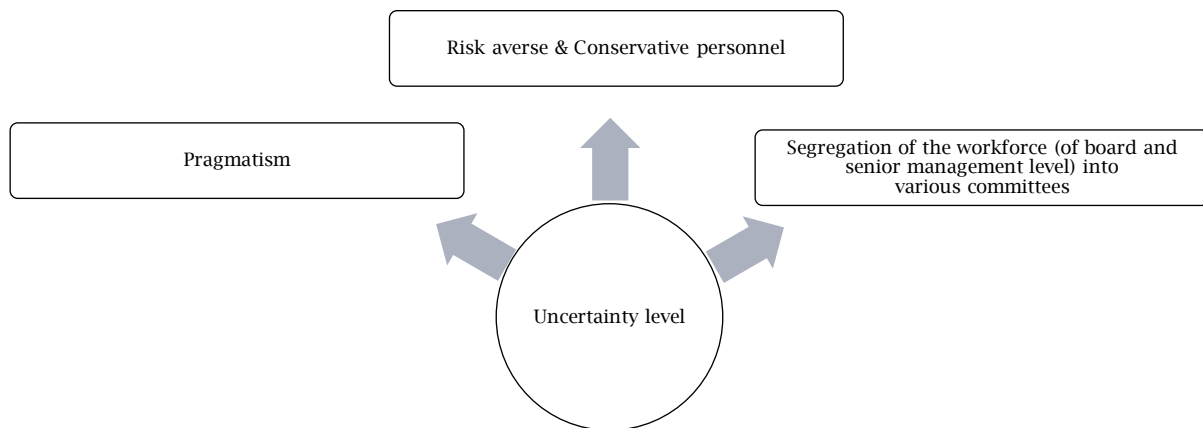 Risk averse & Conservative personnel
Pragmatism
Segregation of the workforce (of board and
senior management level) into
various committees
Uncertainty level